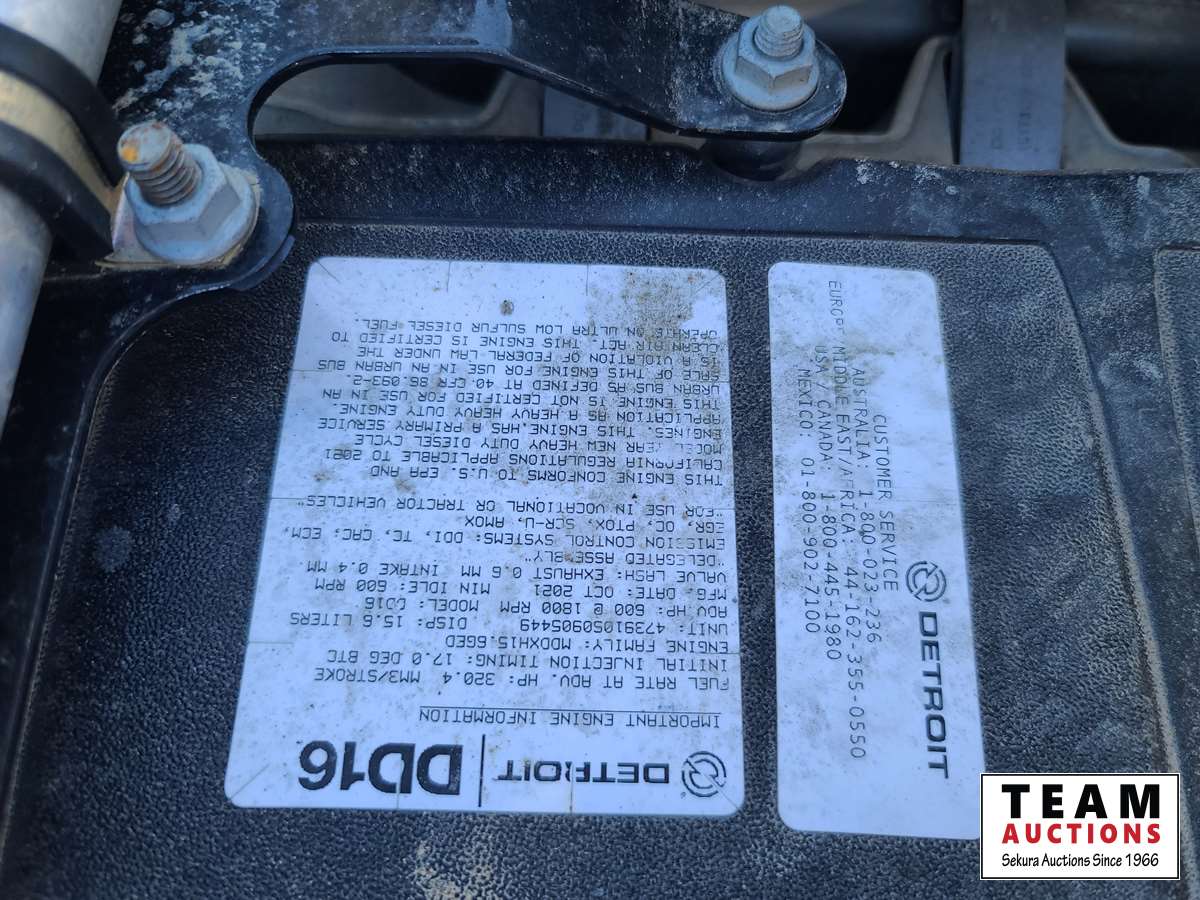 DETROIT DD16
IMPORTANT ENGINE INFORMATION
FUEL RATE AT ADV. HP: 320.4 MM3/STROKE
INITIAL INJECTION TIMING: 17.0 DEG BTC
ENGINE FAMILY: MDDXH15.6GED
UNIT: 473910S0905449 DISP: 15.6 LITERS
ADV HP: 600 @ 1800 RPM MODEL: DD16
MFG. DATE: OCT 2021 MIN IDLE: 600 RPM
VALVE LASH: EXHAUST 0.6 MM INTAKE 0.4 MM
"DELEGATED ASSEMBLY"
EMISSION CONTROL SYSTEMS: DDI, TC, CAC, ECM,
EGR, OC, PTOX, SCR-U, AMOX
"FOR USE IN VOCATIONAL OR TRACTOR VEHICLES"
THIS ENGINE CONFORMS TO U.S. EPA AND
CALIFORNIA REGULATIONS APPLICABLE TO 2021
MODEL YEAR NEW HEAVY DUTY DIESEL CYCLE
ENGINES. THIS ENGINE HAS A PRIMARY SERVICE
APPLICATION AS A HEAVY HEAVY DUTY ENGINE.
THIS ENGINE IS NOT CERTIFIED FOR USE IN AN
URBAN BUS AS DEFINED AT 40 CFR 86.093-2.
SALE OF THIS ENGINE FOR USE IN AN URBAN BUS
IS A VIOLATION OF FEDERAL LAW UNDER THE
CLEAN AIR ACT. THIS ENGINE IS CERTIFIED TO
OPERATE ON ULTRA LOW SULFUR DIESEL FUEL.
DETROIT
CUSTOMER SERVICE
AUSTRALIA: 1-800-023-236
EUROPE/MIDDLE EAST/AFRICA: 44-162-355-0550
USA/CANADA: 1-800-445-1980
MEXICO: 01-800-902-7100
TEAM
AUCTIONS
Sekura Auctions Since 1966